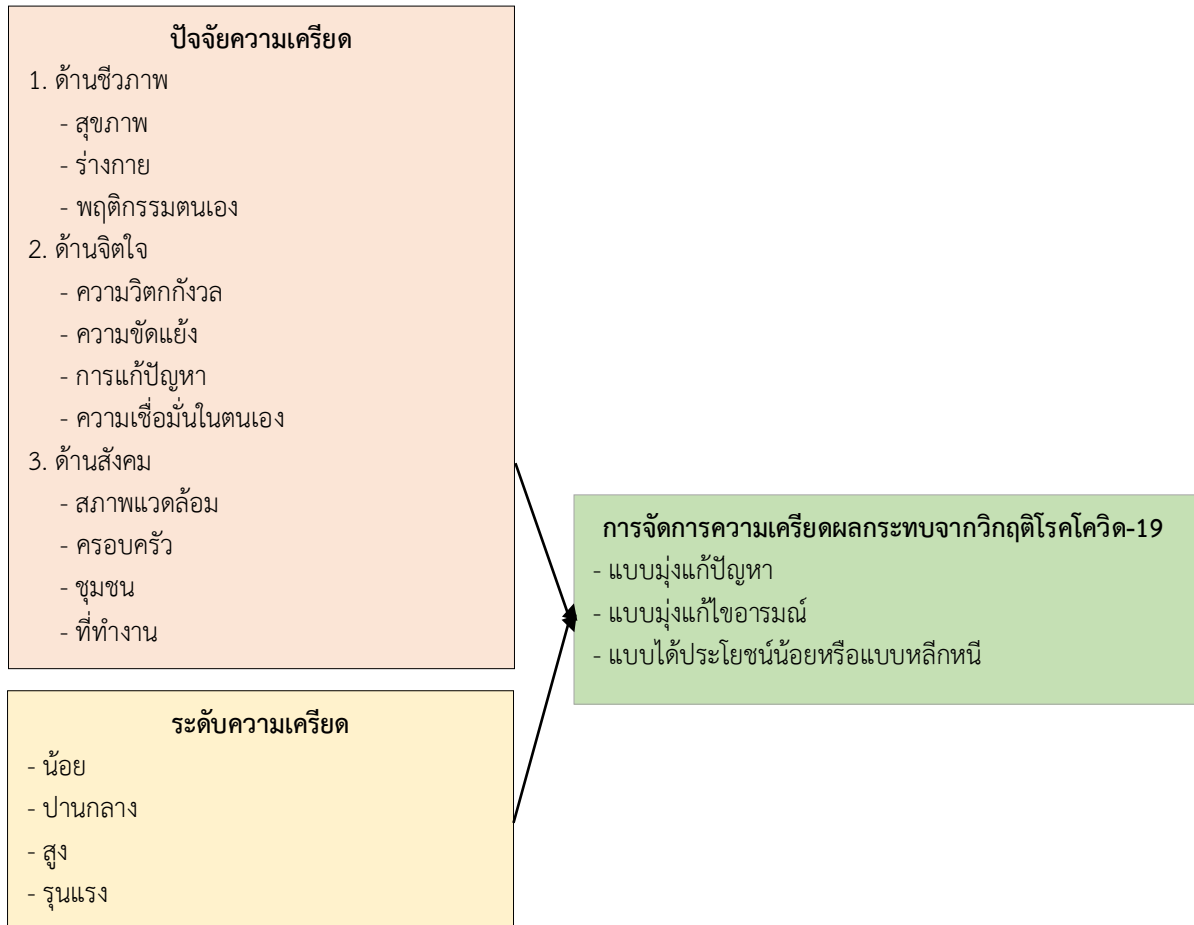 ปัจจัยความเครียด
1. ด้านชีวภาพ
- สุขภาพ
- ร่างกาย
- พฤติกรรมตนเอง
2. ด้านจิตใจ
- ความวิตกกังวล
- ความขัดแย้ง
- การแก้ปัญหา
- ความเชื่อมั่นในตนเอง
3. ด้านสังคม
- สภาพแวดล้อม
- ครอบครัว
- ชุมชน
- ที่ทำงาน
การจัดการความเครียดผลกระทบจากวิกฤติโรคโควิด-19
- แบบมุ่งแก้ปัญหา
- แบบมุ่งแก้ไขอารมณ์
- แบบได้ประโยชน์น้อยหรือแบบหลีกหนี
ระดับความเครียด
- น้อย
- ปานกลาง
- สูง
- รุนแรง